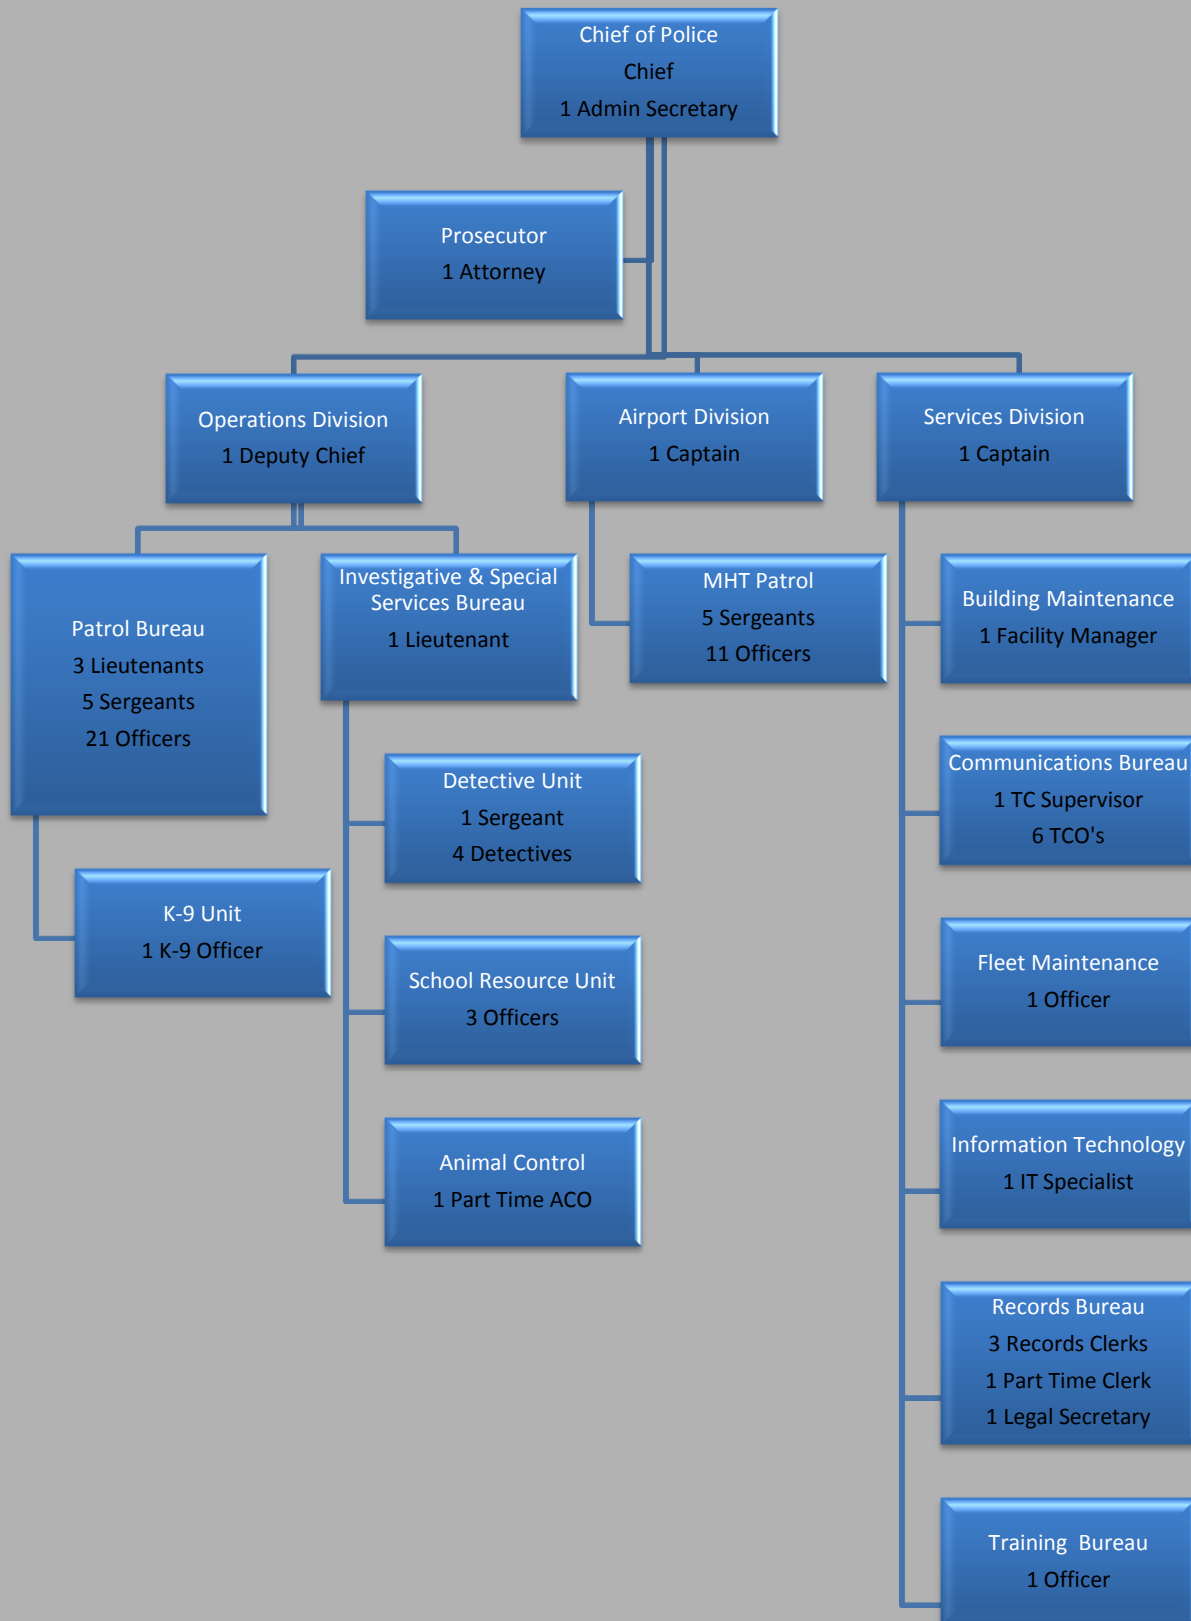 Chief of Police
Chief
1 Admin Secretary
Prosecutor
1 Attorney
Operations Division
1 Deputy Chief
Airport Division
1 Captain
Services Division
1 Captain
Patrol Bureau
3 Lieutenants
5 Sergeants
21 Officers
K-9 Unit
1 K-9 Officer
Investigative & Special
Services Bureau
1 Lieutenant
Detective Unit
1 Sergeant
4 Detectives
School Resource Unit
3 Officers
Animal Control
1 Part Time ACO
MHT Patrol
5 Sergeants
11 Officers
Building Maintenance
1 Facility Manager
Communications Bureau
1 TC Supervisor
6 TCO's
Fleet Maintenance
1 Officer
Information Technology
1 IT Specialist
Records Bureau
3 Records Clerks
1 Part Time Clerk
1 Legal Secretary
Training Bureau
1 Officer